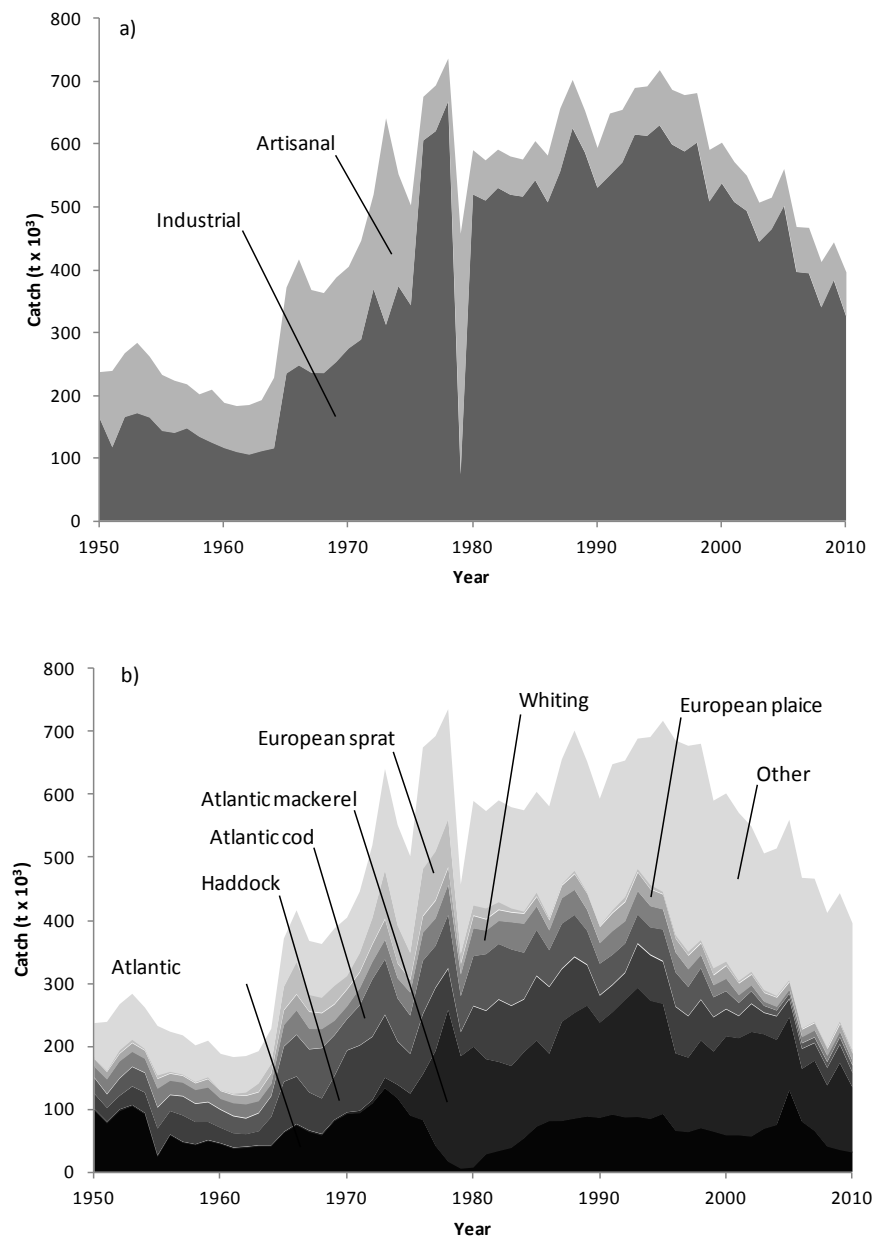 a)
800
700
600
500
400
300
200
100
0
Catch (t x 10³)
Artisanal
Industrial
1950 1960 1970 1980 1990 2000 2010
Year
b)
800
700
600
500
400
300
200
100
0
Catch (t x 10³)
Whiting
European plaice
European sprat
Other
Atlantic mackerel
Atlantic cod
Haddock
Atlantic
1950 1960 1970 1980 1990 2000 2010
Year